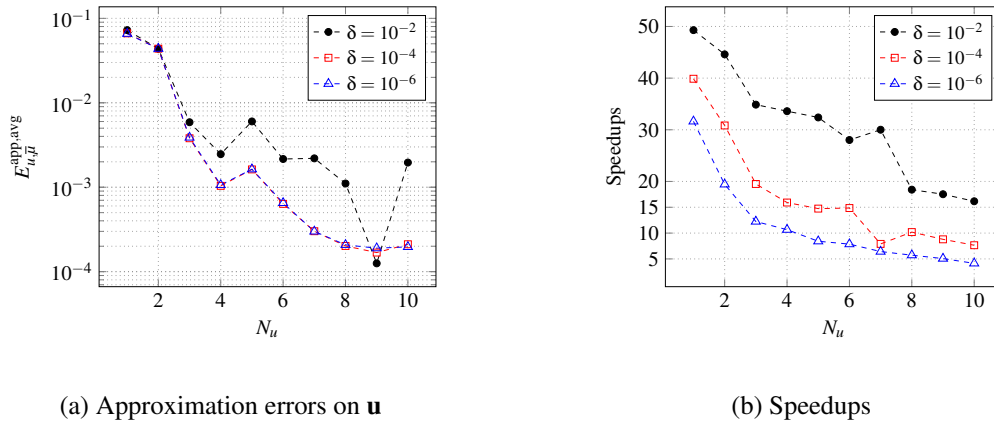 10⁻¹
10⁻²
10⁻³
10⁻⁴
E_{u,μ̄}^{app,avg}
2 4 6 8 10
N_u
δ = 10⁻²
δ = 10⁻⁴
δ = 10⁻⁶
(a) Approximation errors on u
50
40
30
20
15
10
5
Speedups
2 4 6 8 10
N_u
δ = 10⁻²
δ = 10⁻⁴
δ = 10⁻⁶
(b) Speedups